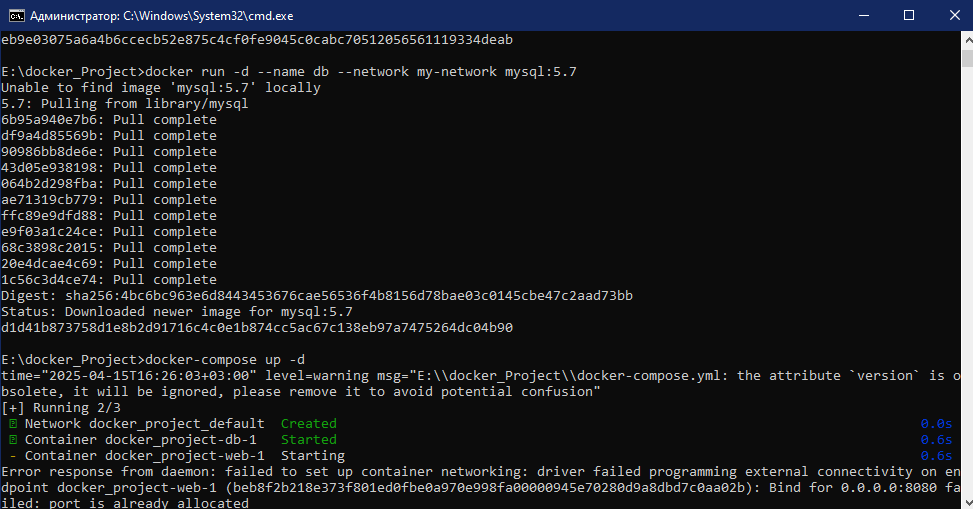 Администратор: C:\Windows\System32\cmd.exe
eb9e03075a6a4b6ccecb52e875c4cf0fe9045c0cabc70512056561119334deab
E:\docker_Project>docker run -d --name db --network my-network mysql:5.7
Unable to find image 'mysql:5.7' locally
5.7: Pulling from library/mysql
6b95a940e7b6: Pull complete
df9a4d85569b: Pull complete
90986bb8de6e: Pull complete
43d05e938198: Pull complete
064b2d298fba: Pull complete
ae71319cb779: Pull complete
ffc89e9dfd88: Pull complete
e9f03a1c24ce: Pull complete
68c3898c2015: Pull complete
20e4dcae4c69: Pull complete
1c56c3d4ce74: Pull complete
Digest: sha256:4bc6bc963e6d8443453676cae56536f4b8156d78bae03c0145cbe47c2aad73bb
Status: Downloaded newer image for mysql:5.7
d1d41b873758d1e8b2d91716c4c0e1b874cc5ac67c138eb97a7475264dc04b90
E:\docker_Project>docker-compose up -d
time="2025-04-15T16:26:03+03:00" level=warning msg="E:\\docker_Project\\docker-compose.yml: the attribute `version` is o
bsolete, it will be ignored, please remove it to avoid potential confusion"
[+] Running 2/3
Network docker_project_default  Created 0.0s
Container docker_project-db-1   Started 0.6s
- Container docker_project-web-1  Starting 0.6s
Error response from daemon: failed to set up container networking: driver failed programming external connectivity on en
dpoint docker_project-web-1 (beb8f2b218e373f801ed0fbe0a970e998fa00000945e70280d9a8dbd7c0aa02b): Bind for 0.0.0.0:8080 fa
iled: port is already allocated